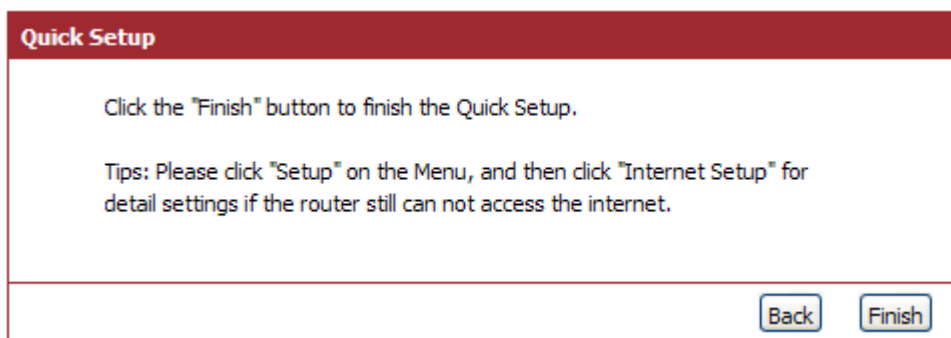 Quick Setup
Click the "Finish" button to finish the Quick Setup.
Tips: Please click "Setup" on the Menu, and then click "Internet Setup" for
detail settings if the router still can not access the internet.
Back Finish